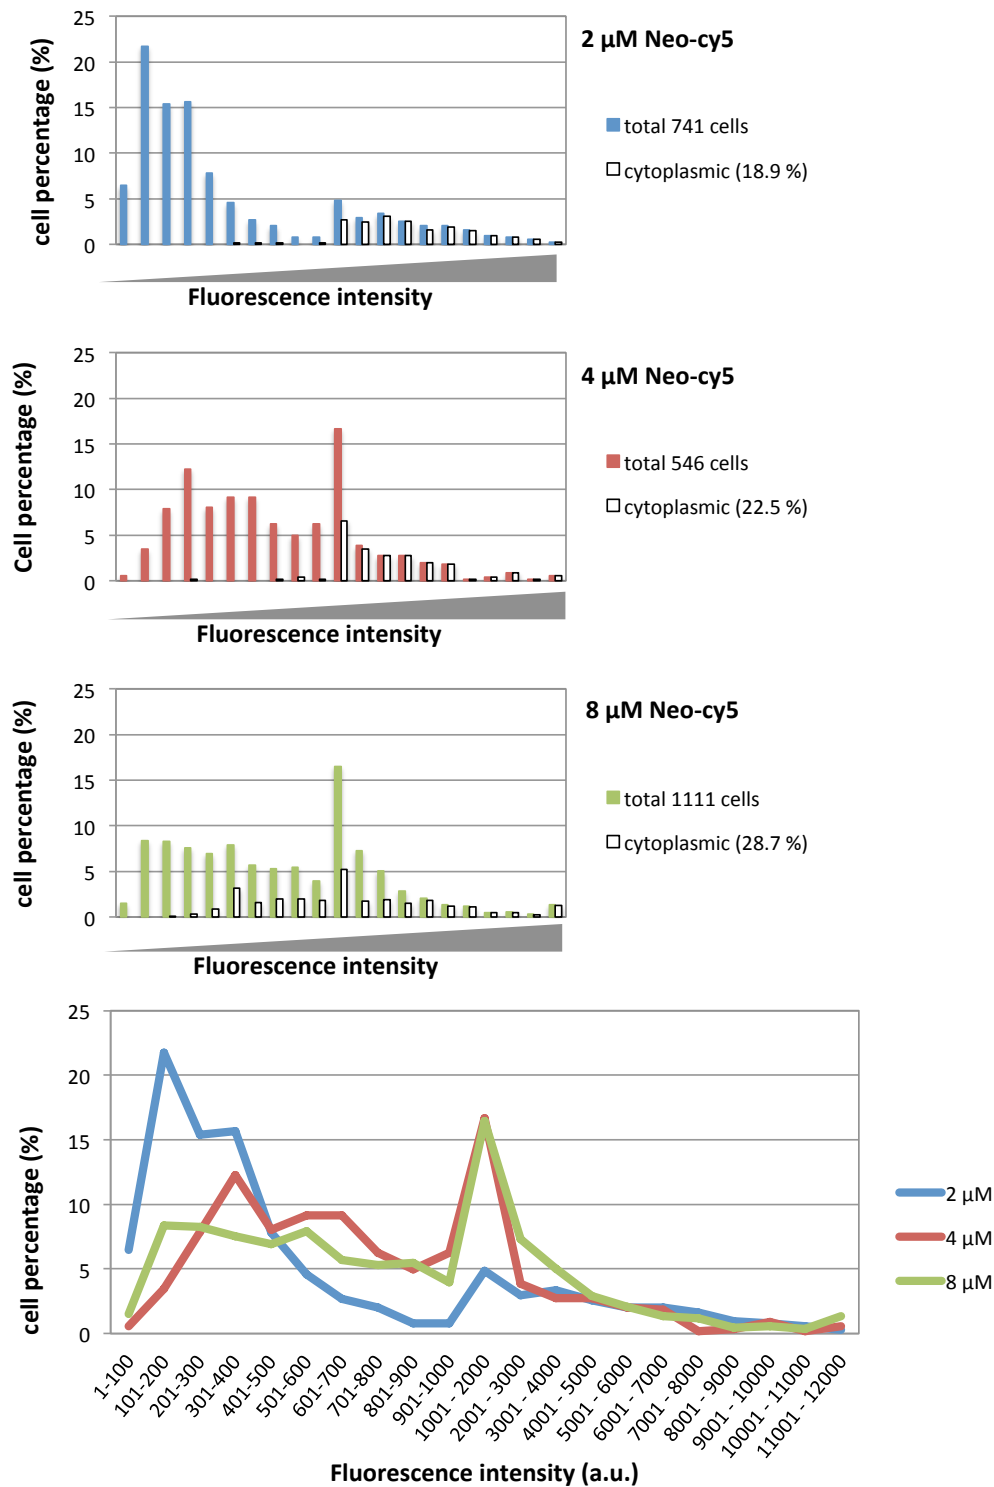 25
20
15
10
5
0
cell percentage (%)
2 µM Neo-cy5
total 741 cells
cytoplasmic (18.9 %)
Fluorescence intensity
25
20
15
10
5
0
Cell percentage (%)
4 µM Neo-cy5
total 546 cells
cytoplasmic (22.5 %)
Fluorescence intensity
25
20
15
10
5
0
cell percentage (%)
8 µM Neo-cy5
total 1111 cells
cytoplasmic (28.7 %)
Fluorescence intensity
25
20
15
10
5
0
cell percentage (%)
2 µM
4 µM
8 µM
1-100
101-200
201-300
301-400
401-500
501-600
601-700
701-800
801-900
901-1000
1001 - 2000
2001 - 3000
3001 - 4000
4001 - 5000
5001 - 6000
6001 - 7000
7001 - 8000
8001 - 9000
9001 - 10000
10001 - 11000
11001 - 12000
Fluorescence intensity (a.u.)